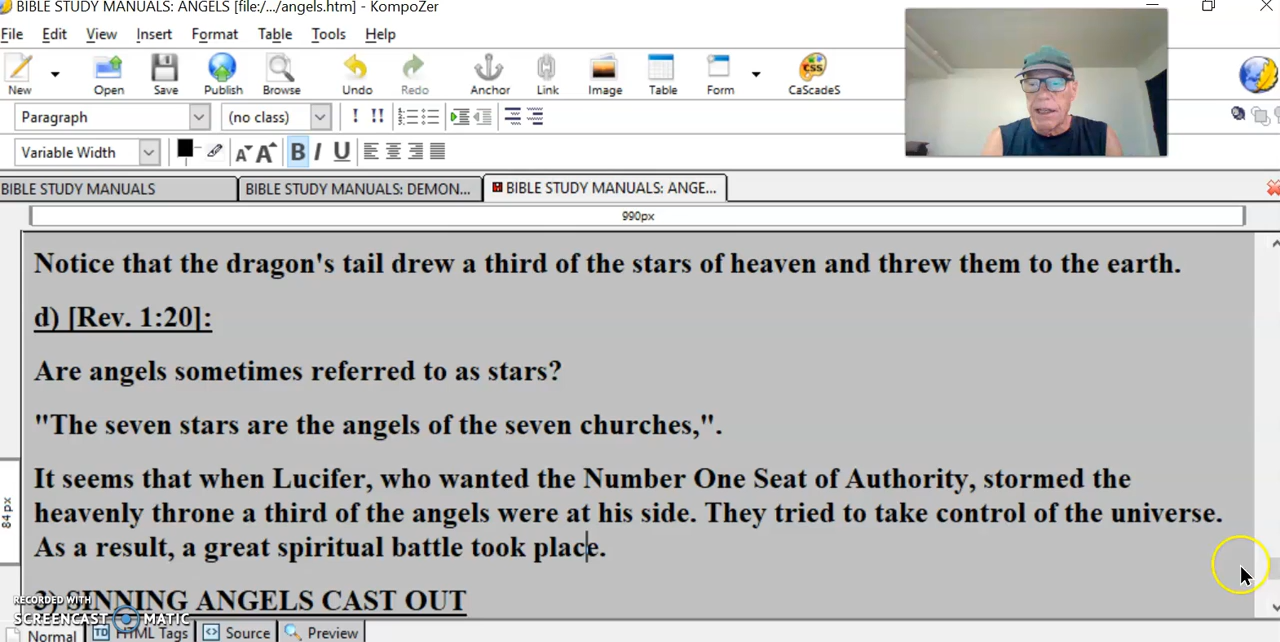 BIBLE STUDY MANUALS: ANGELS [file:/.../angels.htm] - KompoZer
File Edit View Insert Format Table Tools Help
New Open Save Publish Browse Undo Redo Anchor Link Image Table Form CaScadeS
Paragraph (no class) ! !!
Variable Width A A B I U
BIBLE STUDY MANUALS BIBLE STUDY MANUALS: DEMON... BIBLE STUDY MANUALS: ANGE...
990px
Notice that the dragon's tail drew a third of the stars of heaven and threw them to the earth.
d) [Rev. 1:20]:
Are angels sometimes referred to as stars?
"The seven stars are the angels of the seven churches,".
It seems that when Lucifer, who wanted the Number One Seat of Authority, stormed the
heavenly throne a third of the angels were at his side. They tried to take control of the universe.
As a result, a great spiritual battle took place.
84 px
3) SINNING ANGELS CAST OUT
RECORDED WITH
SCREENCAST MATIC
Normal TD HTML Tags Source Preview